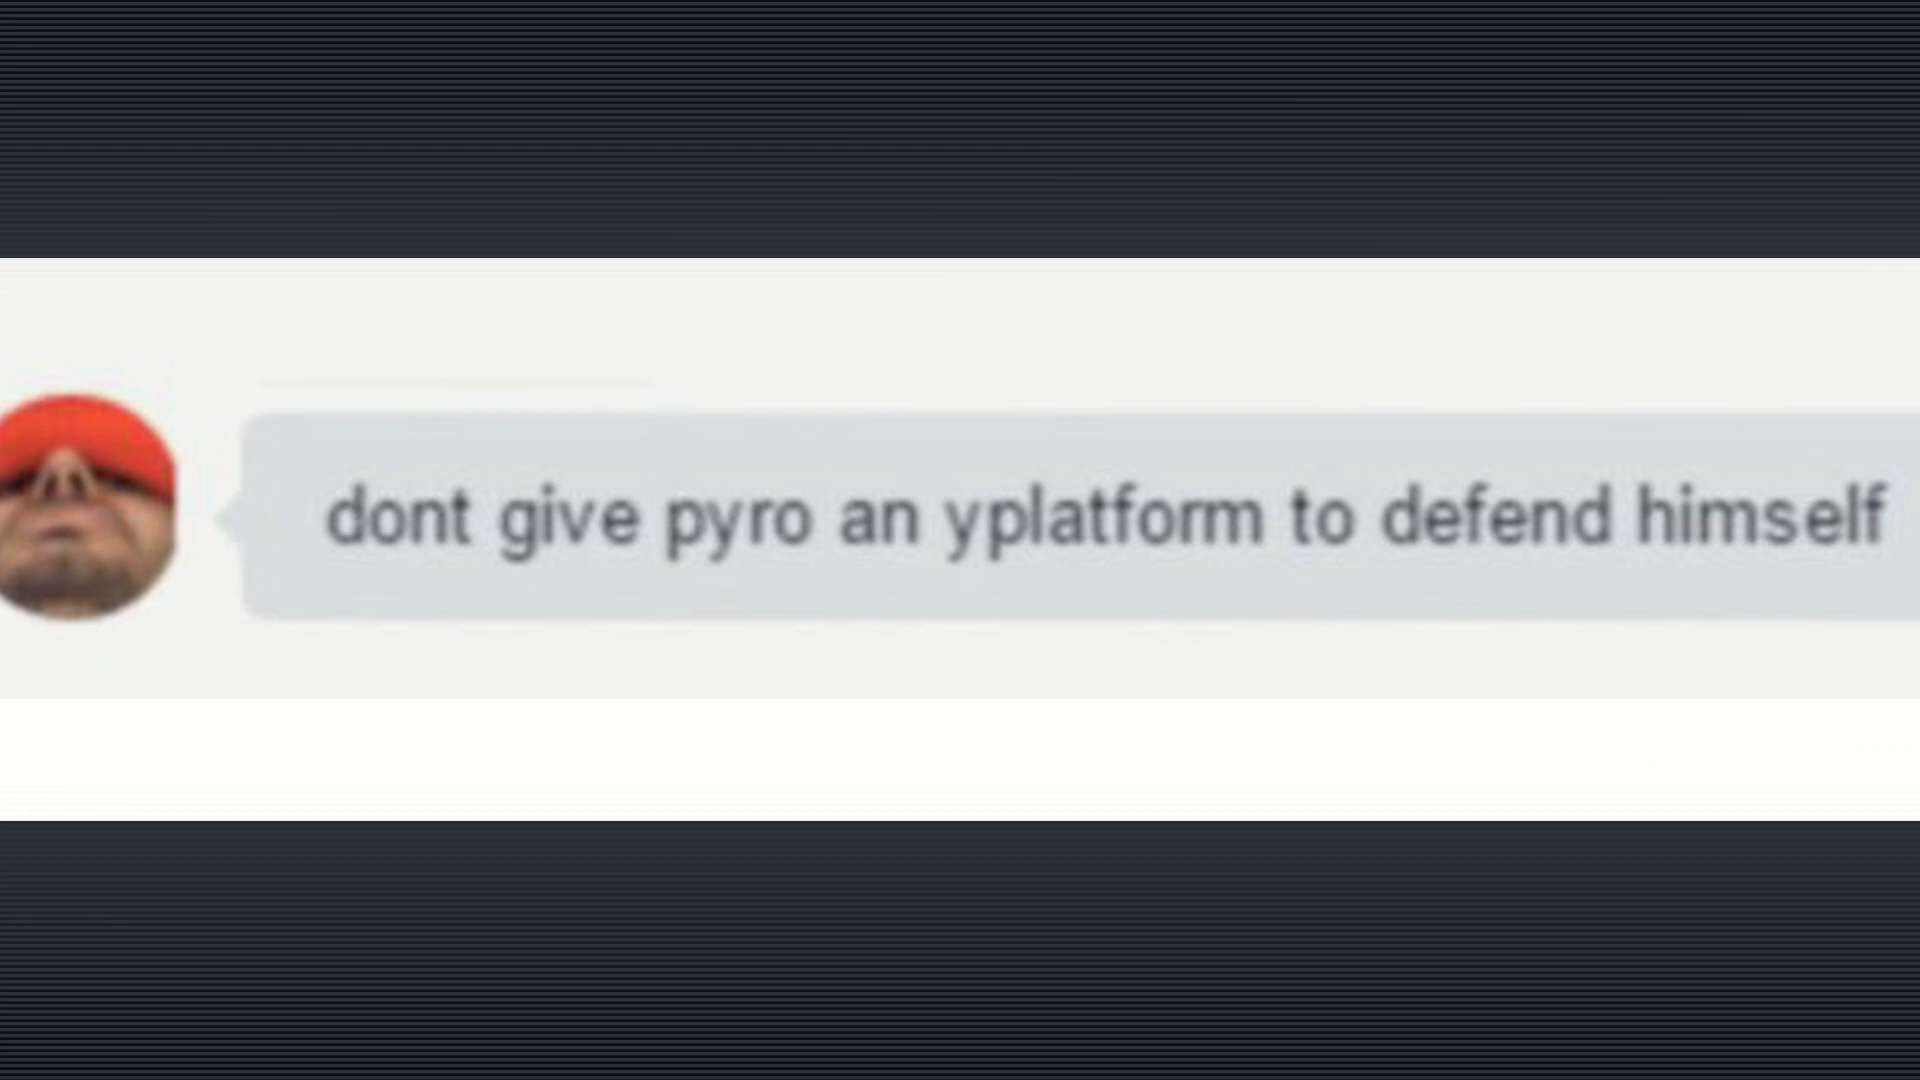 dont give pyro an yplatform to defend himself